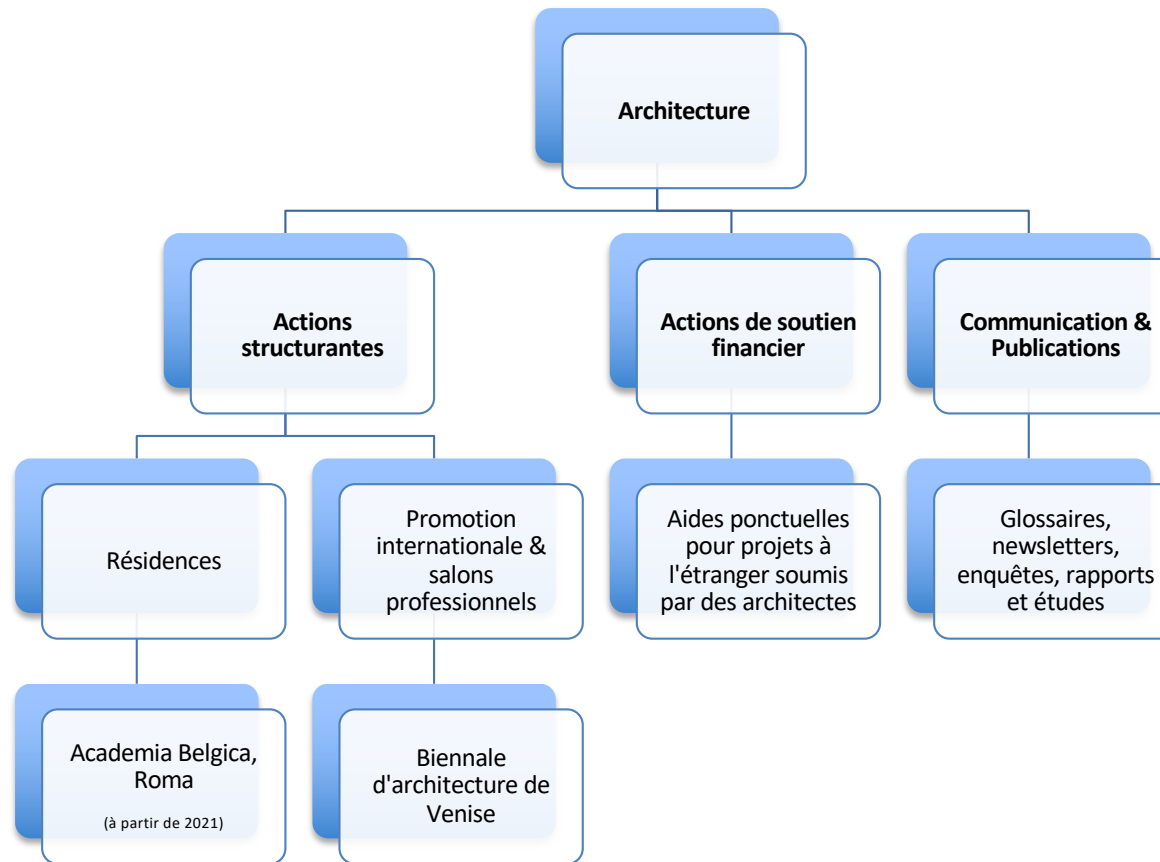 Architecture
Actions
structurantes
Actions de soutien
financier
Communication &
Publications
Résidences
Promotion
internationale &
salons
professionnels
Aides ponctuelles
pour projets à
l'étranger soumis
par des architectes
Glossaires,
newsletters,
enquêtes, rapports
et études
Academia Belgica,
Roma
(à partir de 2021)
Biennale
d'architecture de
Venise